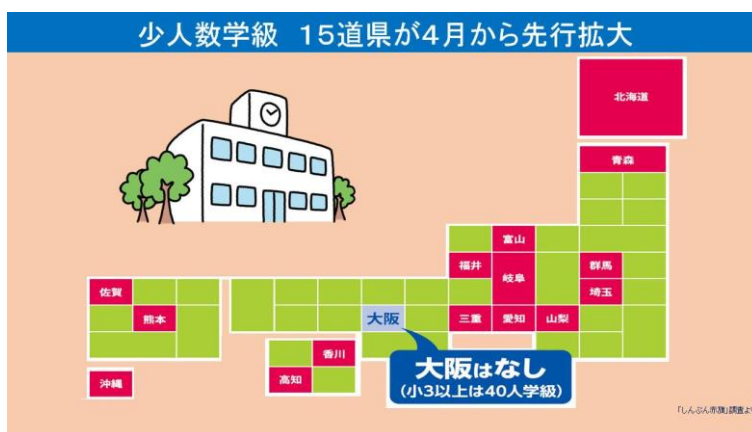 少人数学級 15道県が4月から先行拡大
北海道
青森
富山
福井
岐阜
群馬
埼玉
佐賀
熊本
大阪
三重
愛知
山梨
香川
高知
沖縄
大阪はなし
(小3以上は40人学級)
「しんぶん赤旗」調査よ